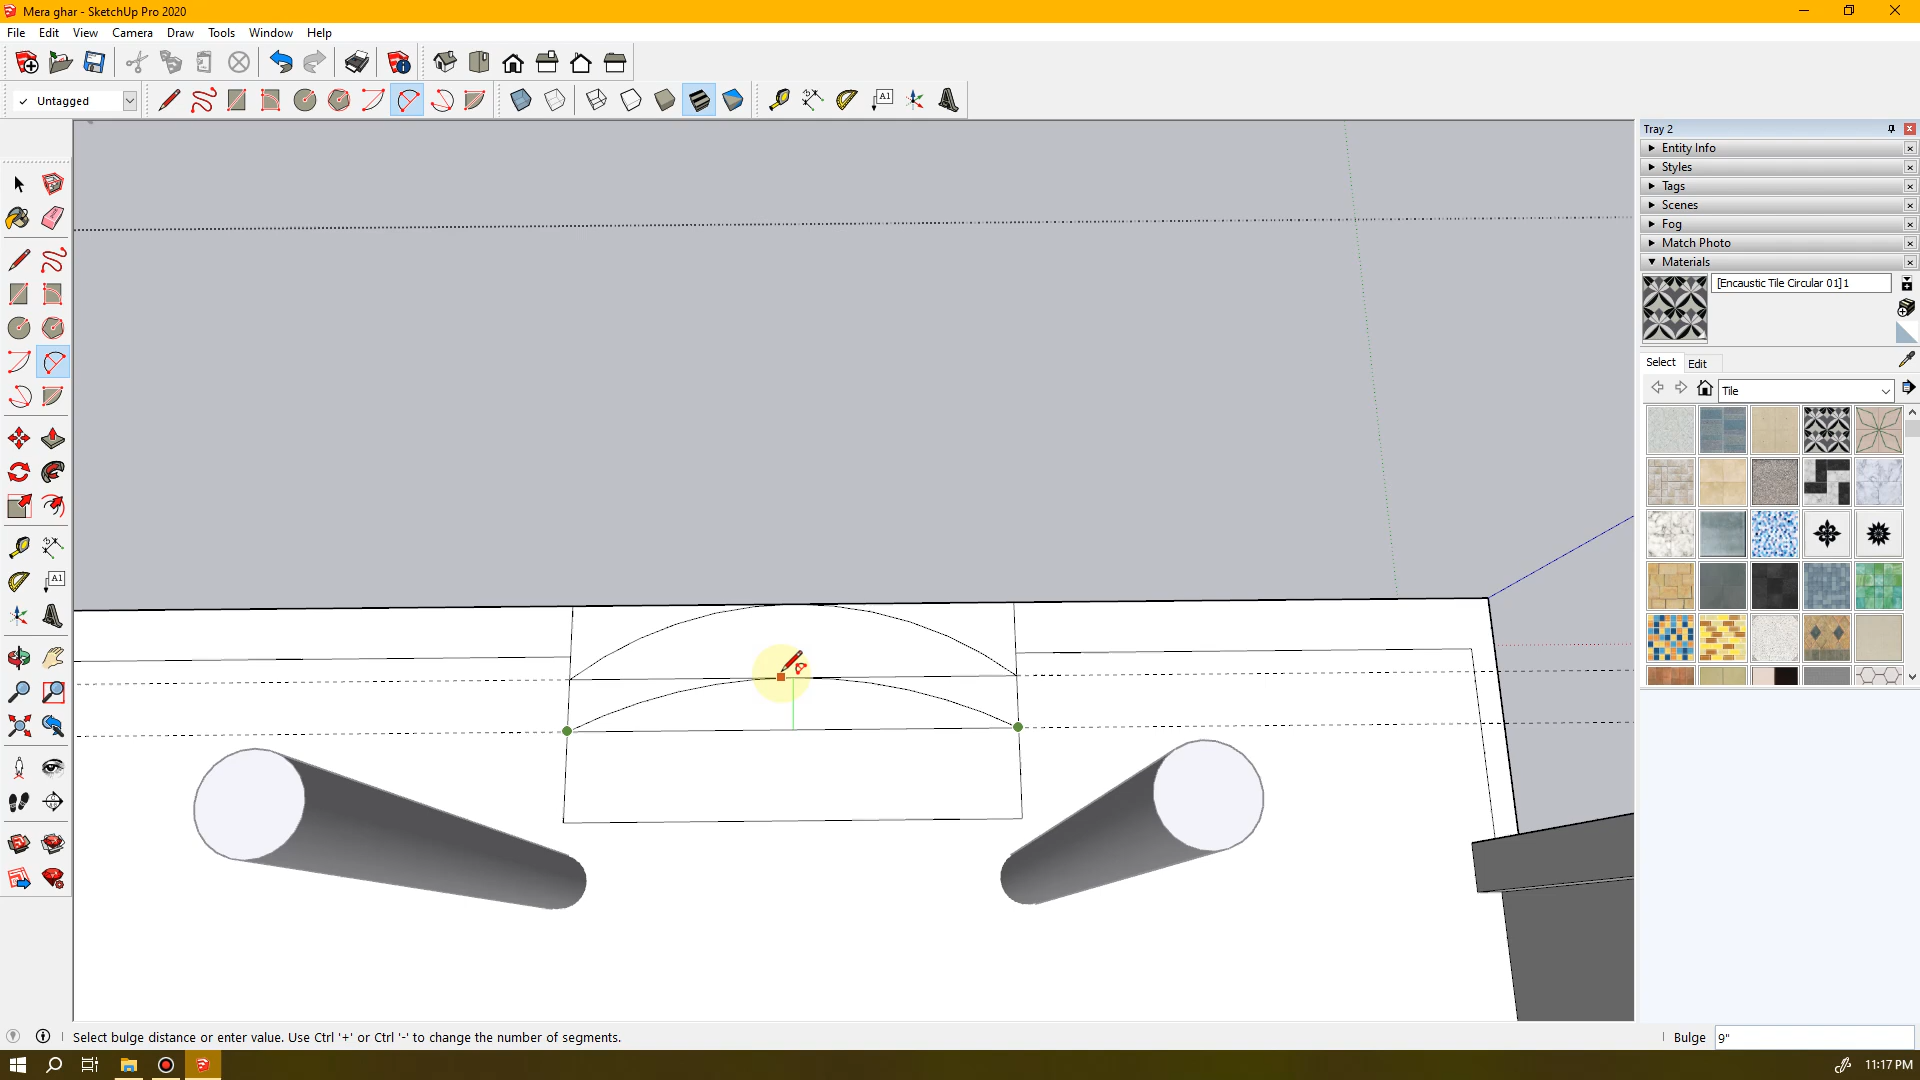 Mera ghar - SketchUp Pro 2020
File Edit View Camera Draw Tools Window Help
✓ Untagged
A1
Tray 2
Entity Info
Styles
Tags
Scenes
Fog
Match Photo
Materials
[Encaustic Tile Circular 01]1
Select Edit
Tile
A1
Select bulge distance or enter value. Use Ctrl '+' or Ctrl '-' to change the number of segments.
Bulge 9"
11:17 PM